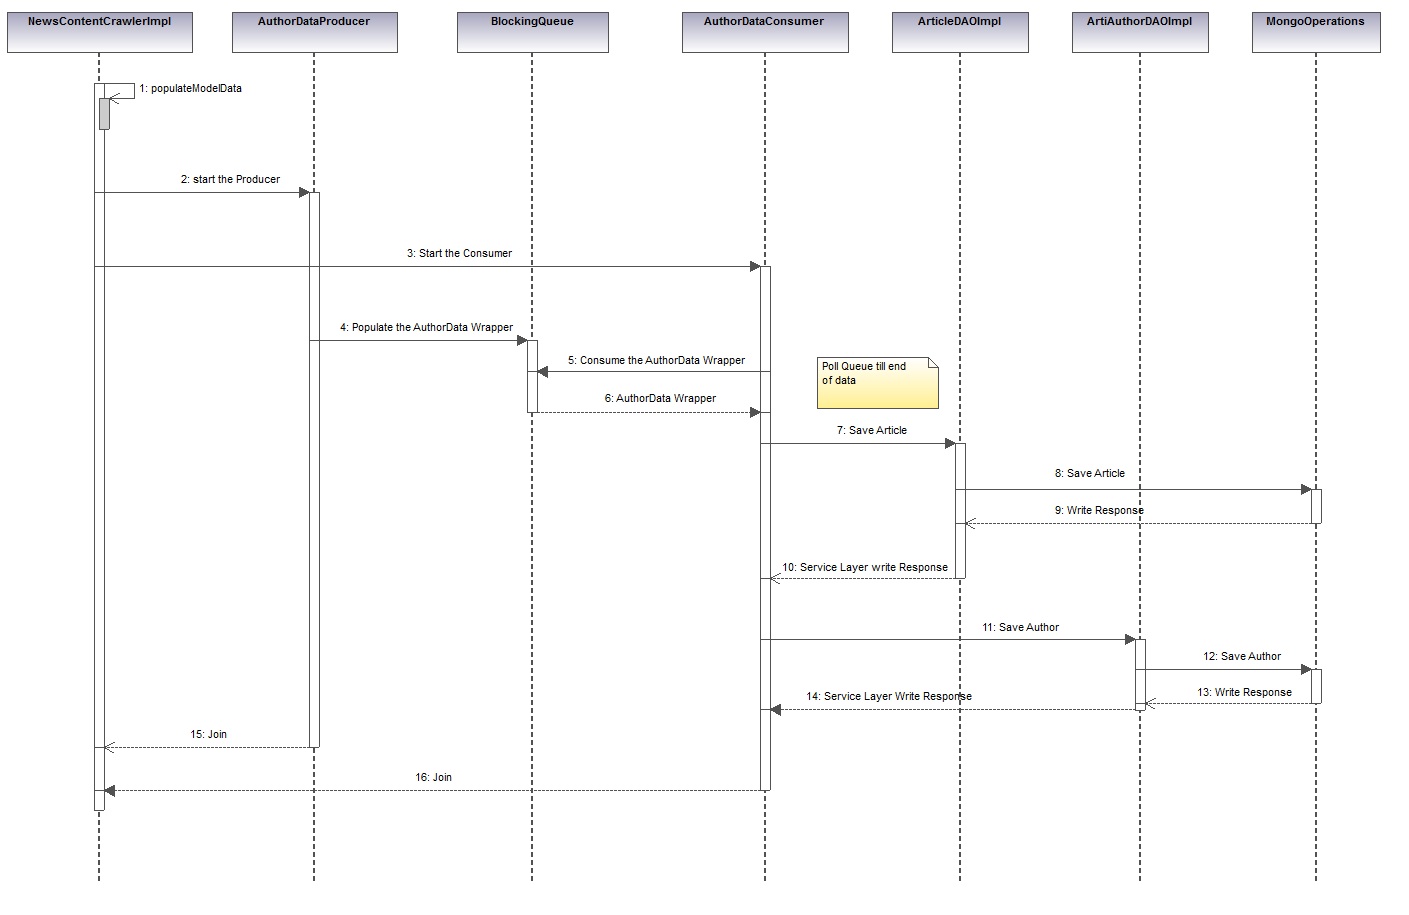 NewsContentCrawlerImpl
AuthorDataProducer
BlockingQueue
AuthorDataConsumer
ArticleDAOImpl
ArtiAuthorDAOImpl
MongoOperations
1: populateModelData
2: start the Producer
3: Start the Consumer
4: Populate the AuthorData Wrapper
5: Consume the AuthorData Wrapper
Poll Queue till end
of data
6: AuthorData Wrapper
7: Save Article
8: Save Article
9: Write Response
10: Service Layer write Response
11: Save Author
12: Save Author
13: Write Response
14: Service Layer Write Response
15: Join
16: Join